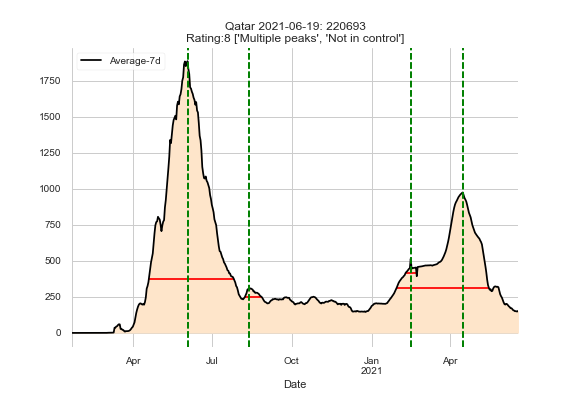 Qatar 2021-06-19: 220693
Rating:8 ['Multiple peaks', 'Not in control']
Average-7d
1750
1500
1250
1000
750
500
250
0
Apr
Jul
Oct
Jan
2021
Apr
Date